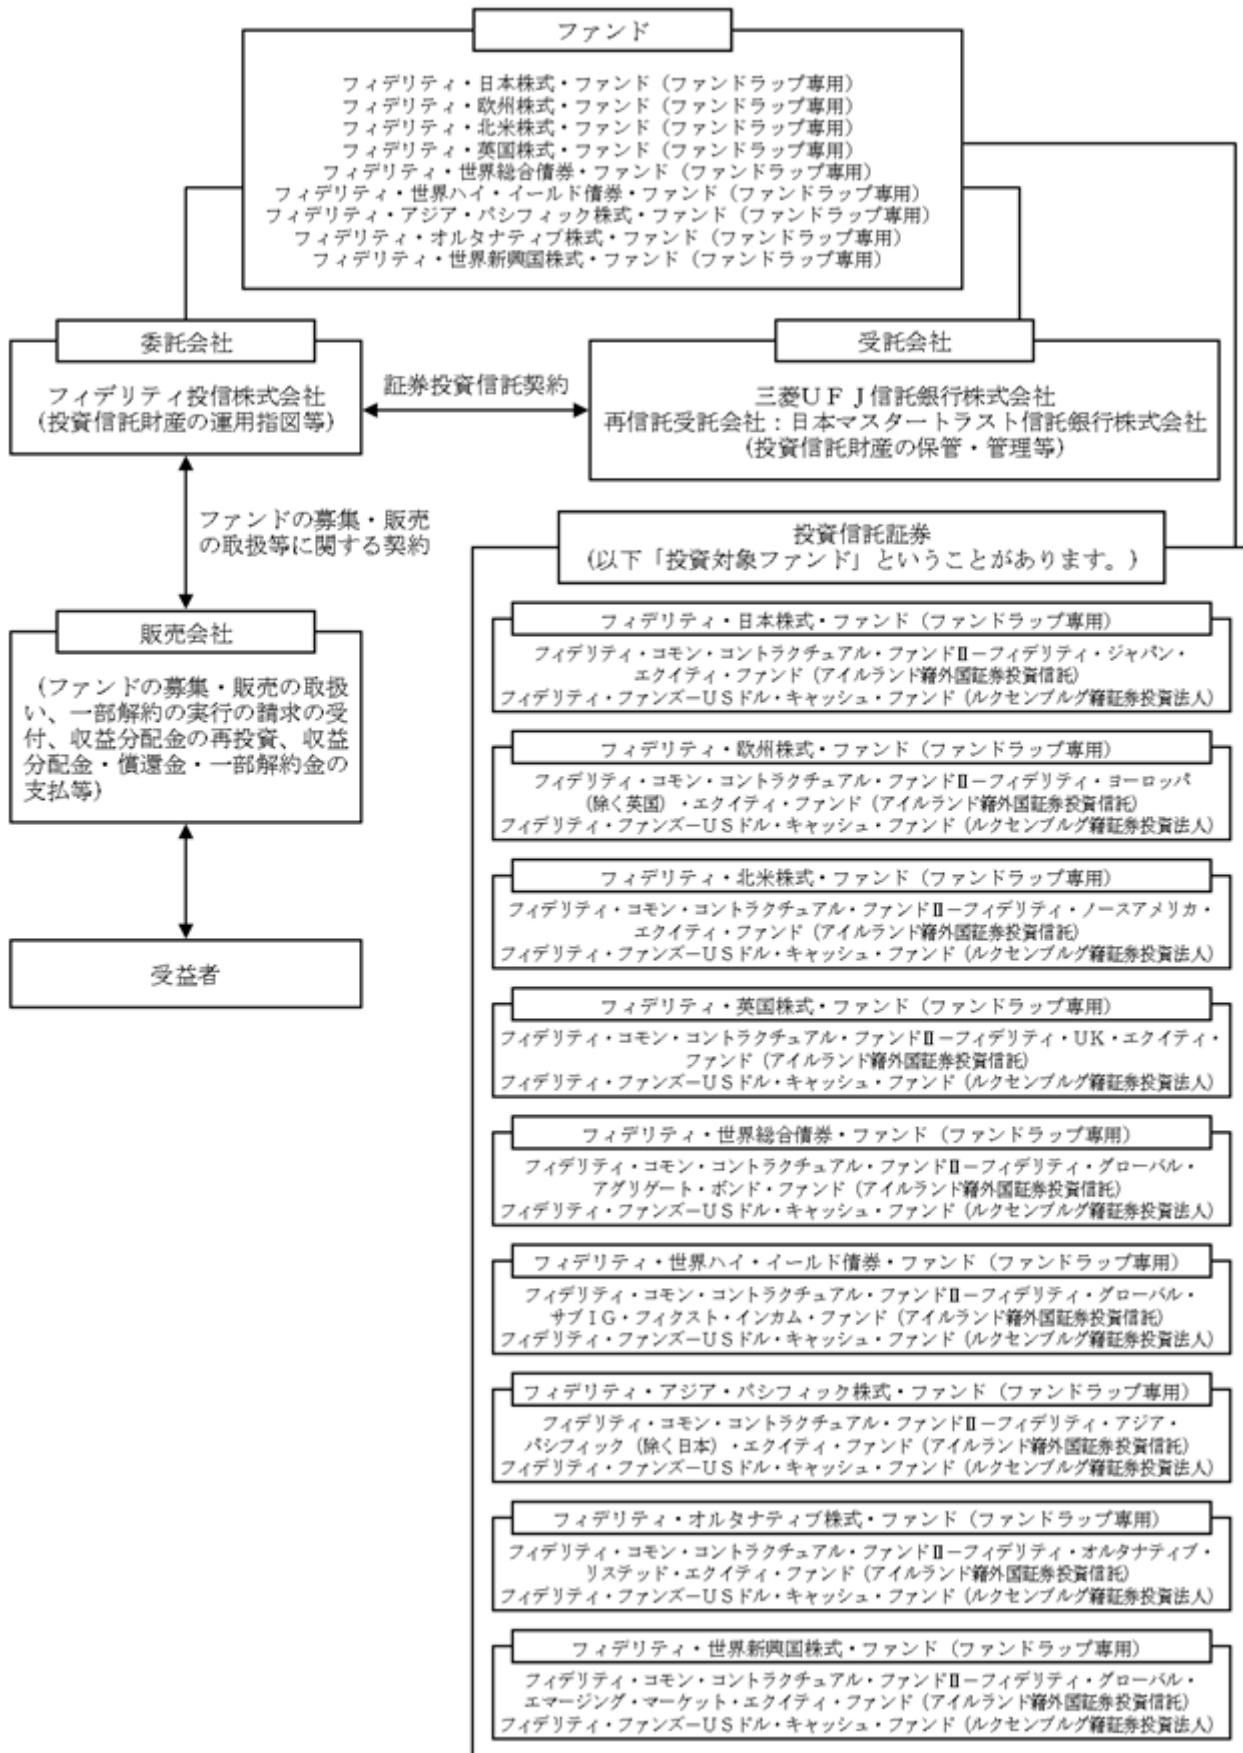 ファンド
フィデリティ・日本株式・ファンド（ファンドラップ専用）
フィデリティ・欧州株式・ファンド（ファンドラップ専用）
フィデリティ・北米株式・ファンド（ファンドラップ専用）
フィデリティ・英国株式・ファンド（ファンドラップ専用）
フィデリティ・世界総合債券・ファンド（ファンドラップ専用）
フィデリティ・世界ハイ・イールド債券・ファンド（ファンドラップ専用）
フィデリティ・アジア・パシフィック株式・ファンド（ファンドラップ専用）
フィデリティ・オルタナティブ株式・ファンド（ファンドラップ専用）
フィデリティ・世界新興国株式・ファンド（ファンドラップ専用）
委託会社
フィデリティ投信株式会社
(投資信託財産の運用指図等)
証券投資信託契約
受託会社
三菱ＵＦＪ信託銀行株式会社
再信託受託会社：日本マスタートラスト信託銀行株式会社
(投資信託財産の保管・管理等)
ファンドの募集・販売
の取扱等に関する契約
販売会社
(ファンドの募集・販売の取扱
い、一部解約の実行の請求の受
付、収益分配金の再投資、収益
分配金・償還金・一部解約金の
支払等)
受益者
投資信託証券
(以下「投資対象ファンド」ということがあります。)
フィデリティ・日本株式・ファンド（ファンドラップ専用）
フィデリティ・コモン・コントラクチュアル・ファンドⅡ－フィデリティ・ジャパン・
エクイティ・ファンド（アイルランド籍外国証券投資信託）
フィデリティ・ファンズ－ＵＳドル・キャッシュ・ファンド（ルクセンブルグ籍証券投資法人）
フィデリティ・欧州株式・ファンド（ファンドラップ専用）
フィデリティ・コモン・コントラクチュアル・ファンドⅡ－フィデリティ・ヨーロッパ
（除く英国）・エクイティ・ファンド（アイルランド籍外国証券投資信託）
フィデリティ・ファンズ－ＵＳドル・キャッシュ・ファンド（ルクセンブルグ籍証券投資法人）
フィデリティ・北米株式・ファンド（ファンドラップ専用）
フィデリティ・コモン・コントラクチュアル・ファンドⅡ－フィデリティ・ノースアメリカ・
エクイティ・ファンド（アイルランド籍外国証券投資信託）
フィデリティ・ファンズ－ＵＳドル・キャッシュ・ファンド（ルクセンブルグ籍証券投資法人）
フィデリティ・英国株式・ファンド（ファンドラップ専用）
フィデリティ・コモン・コントラクチュアル・ファンドⅡ－フィデリティ・UK・エクイティ・
ファンド（アイルランド籍外国証券投資信託）
フィデリティ・ファンズ－ＵＳドル・キャッシュ・ファンド（ルクセンブルグ籍証券投資法人）
フィデリティ・世界総合債券・ファンド（ファンドラップ専用）
フィデリティ・コモン・コントラクチュアル・ファンドⅡ－フィデリティ・グローバル・
アグリゲート・ボンド・ファンド（アイルランド籍外国証券投資信託）
フィデリティ・ファンズ－ＵＳドル・キャッシュ・ファンド（ルクセンブルグ籍証券投資法人）
フィデリティ・世界ハイ・イールド債券・ファンド（ファンドラップ専用）
フィデリティ・コモン・コントラクチュアル・ファンドⅡ－フィデリティ・グローバル・
サブＩＧ・フィクスト・インカム・ファンド（アイルランド籍外国証券投資信託）
フィデリティ・ファンズ－ＵＳドル・キャッシュ・ファンド（ルクセンブルグ籍証券投資法人）
フィデリティ・アジア・パシフィック株式・ファンド（ファンドラップ専用）
フィデリティ・コモン・コントラクチュアル・ファンドⅡ－フィデリティ・アジア・
パシフィック（除く日本）・エクイティ・ファンド（アイルランド籍外国証券投資信託）
フィデリティ・ファンズ－ＵＳドル・キャッシュ・ファンド（ルクセンブルグ籍証券投資法人）
フィデリティ・オルタナティブ株式・ファンド（ファンドラップ専用）
フィデリティ・コモン・コントラクチュアル・ファンドⅡ－フィデリティ・オルタナティブ・
リステッド・エクイティ・ファンド（アイルランド籍外国証券投資信託）
フィデリティ・ファンズ－ＵＳドル・キャッシュ・ファンド（ルクセンブルグ籍証券投資法人）
フィデリティ・世界新興国株式・ファンド（ファンドラップ専用）
フィデリティ・コモン・コントラクチュアル・ファンドⅡ－フィデリティ・グローバル・
エマージング・マーケット・エクイティ・ファンド（アイルランド籍外国証券投資信託）
フィデリティ・ファンズ－ＵＳドル・キャッシュ・ファンド（ルクセンブルグ籍証券投資法人）